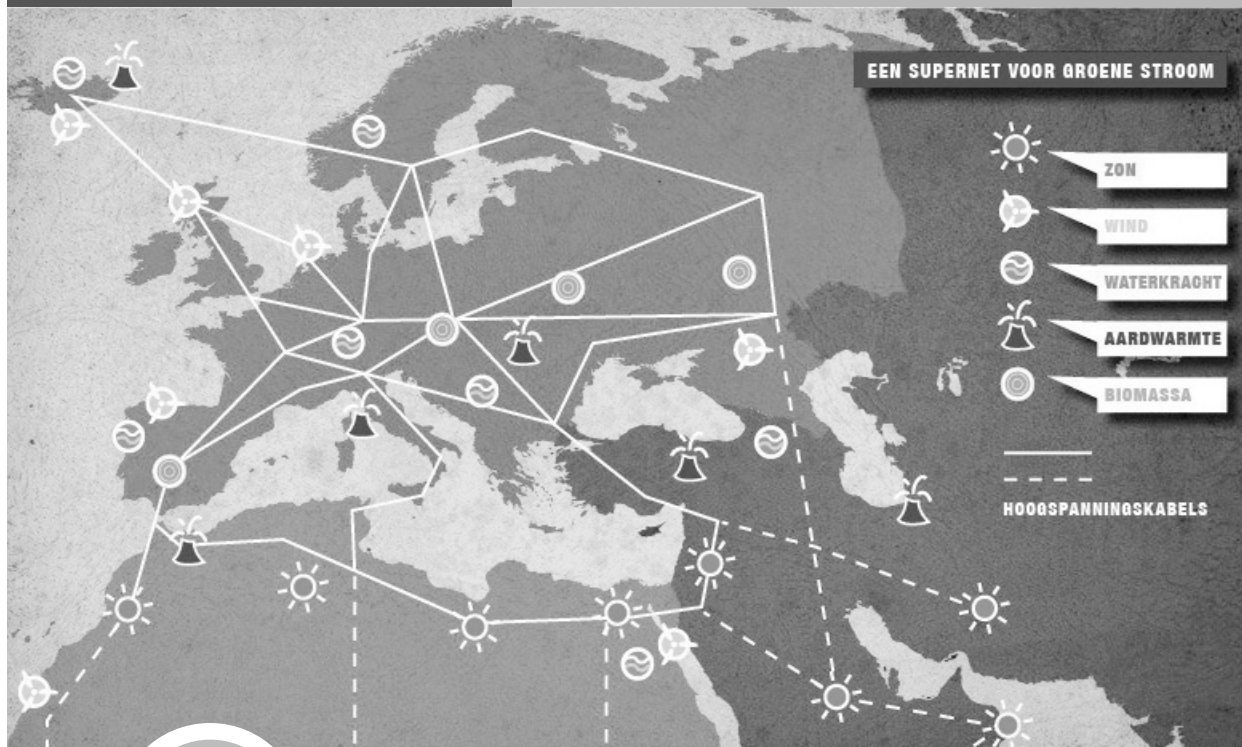 EEN SUPERNET VOOR GROENE STROOM
ZON
WIND
WATERKRACHT
AARDWARMTE
BIOMASSA
HOOGSPANNINGSKABELS